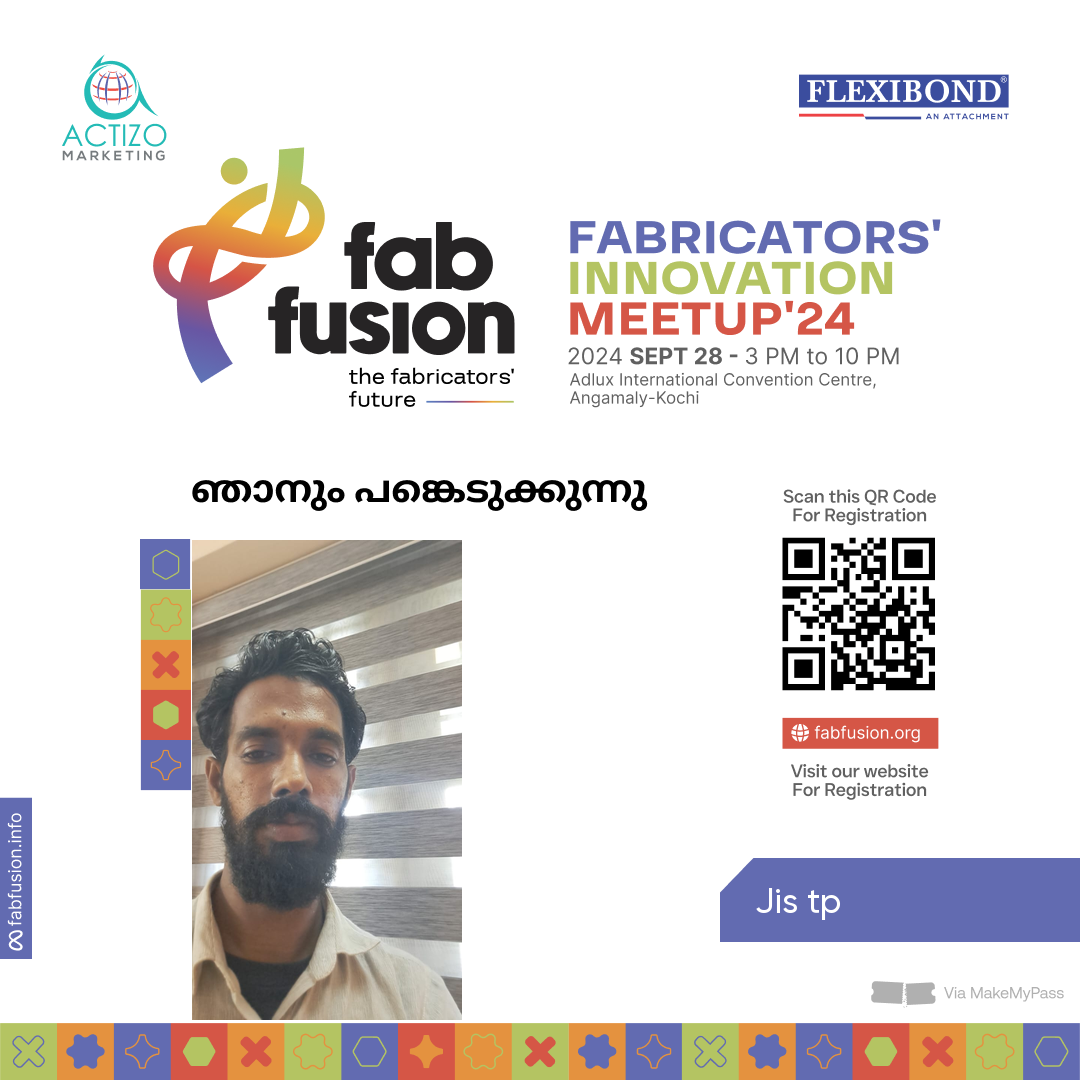 ACTIZO
MARKETING
FLEXIBOND®
AN ATTACHMENT
fab
fusion
the fabricators'
future
FABRICATORS'
INNOVATION
MEETUP'24
2024 SEPT 28 - 3 PM to 10 PM
Adlux International Convention Centre,
Angamaly-Kochi
ഞാനും പങ്കെടുക്കുന്നു
Scan this QR Code
For Registration
fabfusion.org
Visit our website
For Registration
fabfusion.info
Jis tp
Via MakeMyPass